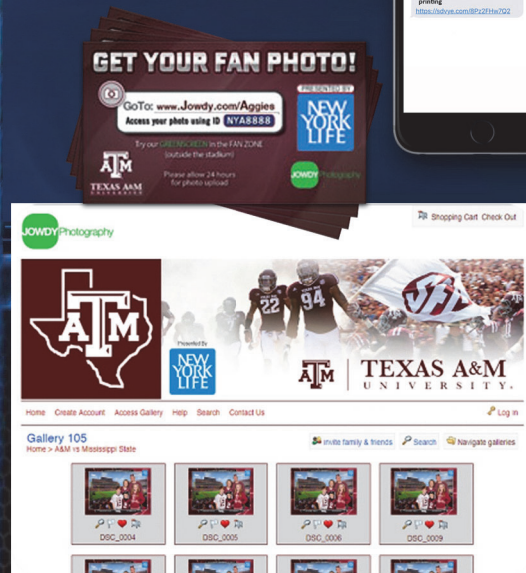 printing
https://sdvye.com/8Pz2FHw7Q2
GET YOUR FAN PHOTO!
PRESENTED BY
GoTo: www.Jowdy.com/Aggies
Access your photo using ID NYA8888
NEW
YORK
LIFE
Try our GREENSCREEN in the FAN ZONE
(outside the stadium)
Please allow 24 hours
for photo upload
ATM
TEXAS A&M
UNIVERSITY
JOWDY Photography
JOWDY Photography
Shopping Cart Check Out
ATM
22
94
SEC
Presented By
NEW
YORK
LIFE
ATM
TEXAS A&M
UNIVERSITY.
Home Create Account Access Gallery Help Search Contact Us
Log In
Gallery 105
Home > A&M vs Mississippi State
Invite family & friends Search Navigate galleries
DSC_0004
DSC_0005
DSC_0006
DSC_0009